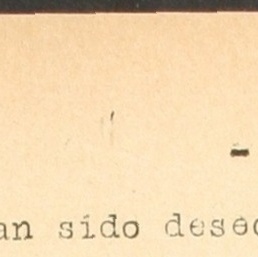 -
an sido desec